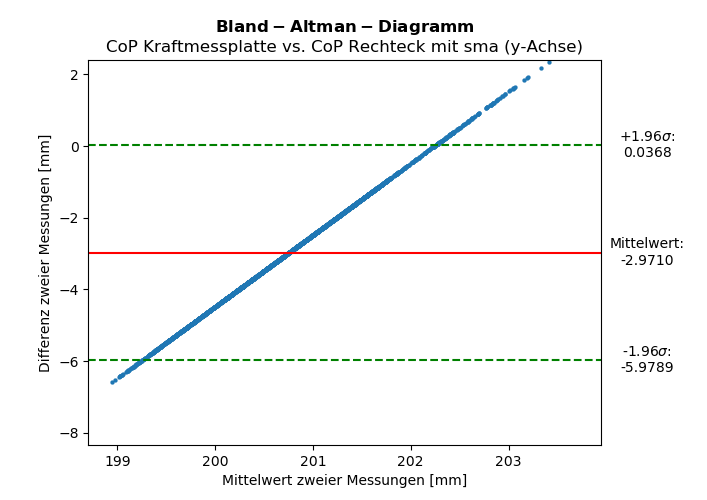 Bland − Altman − Diagramm
CoP Kraftmessplatte vs. CoP Rechteck mit sma (y-Achse)
Differenz zweier Messungen [mm]
2
0
−2
−4
−6
−8
+1.96σ:
0.0368
Mittelwert:
-2.9710
-1.96σ:
-5.9789
199
200
201
202
203
Mittelwert zweier Messungen [mm]